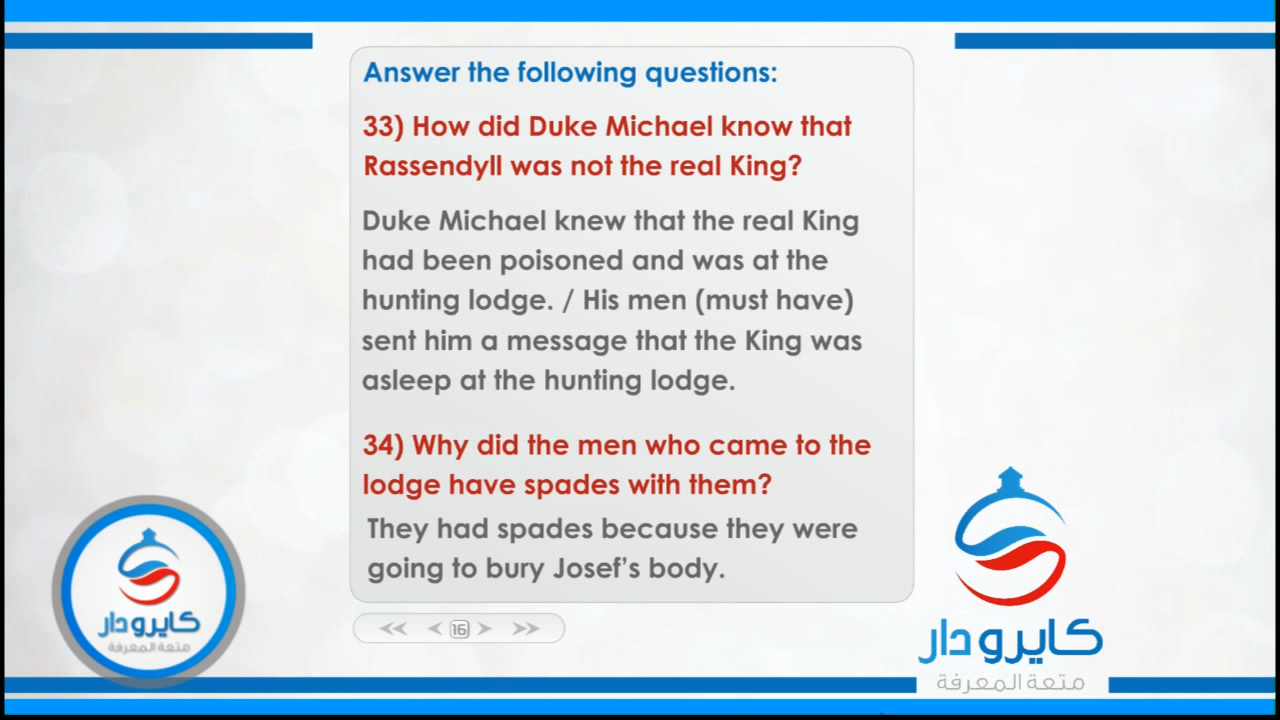 Answer the following questions:
33) How did Duke Michael know that
Rassendyll was not the real King?
Duke Michael knew that the real King
had been poisoned and was at the
hunting lodge. / His men (must have)
sent him a message that the King was
asleep at the hunting lodge.
34) Why did the men who came to the
lodge have spades with them?
They had spades because they were
going to bury Josef's body.
16
كايرو دار
متعة المعرفة
كايرو دار
متعة المعرفة